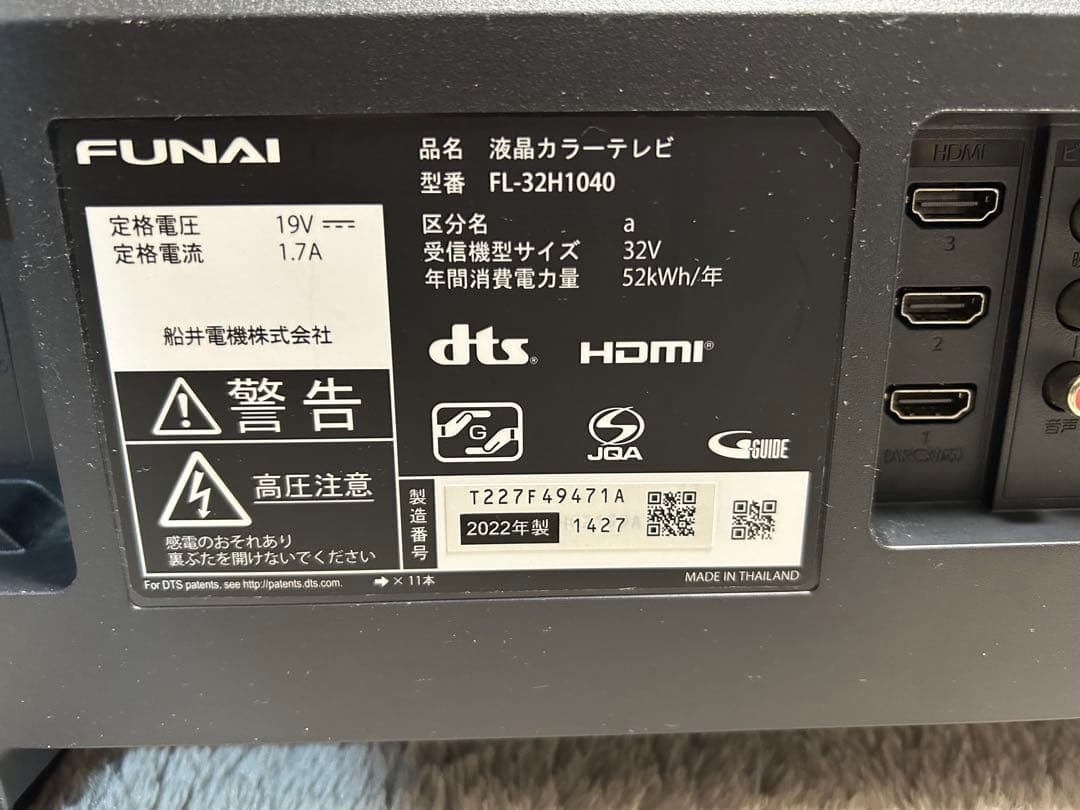 FUNAI
品名 液晶カラーテレビ
型番 FL-32H1040
定格電圧 19V
定格電流 1.7A
船井電機株式会社
区分名 a
受信機型サイズ 32V
年間消費電力量 52kWh/年
dts®
HDMI®
G
JQA
G-GUIDE
警告
高圧注意
感電のおそれあり
裏ぶたを開けないでください
製造番号
T227F49471A
2022年製 1427
For DTS patents, see http://patents.dts.com.
➡ × 11本
MADE IN THAILAND
HDMI
3
2
1
音声